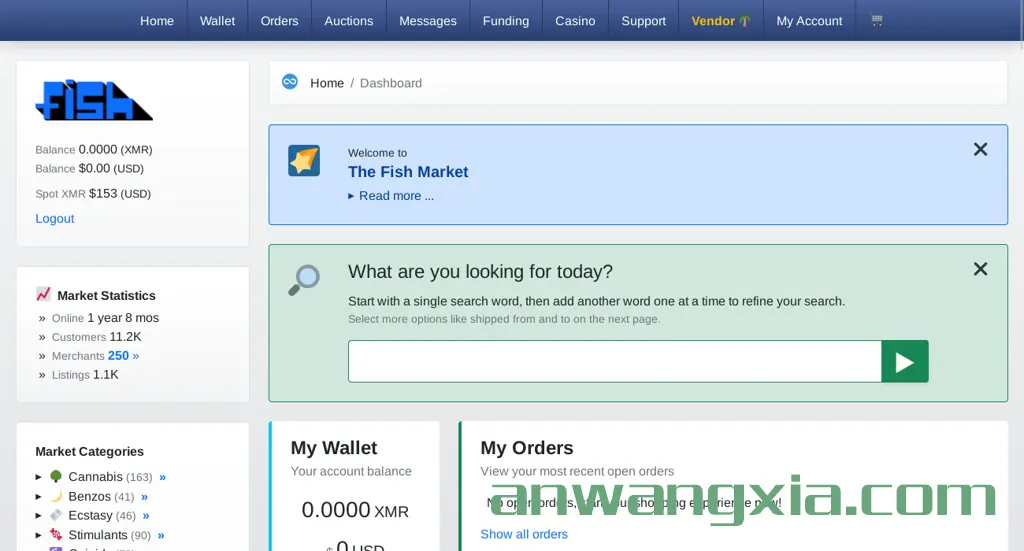 Home Wallet Orders Auctions Messages Funding Casino Support Vendor My Account
fish
Home / Dashboard
Balance 0.0000 (XMR)
Balance $0.00 (USD)
Spot XMR $153 (USD)
Logout
Welcome to
The Fish Market
▸ Read more ...
Market Statistics
» Online 1 year 8 mos
» Customers 11.2K
» Merchants 250 »
» Listings 1.1K
What are you looking for today?
Start with a single search word, then add another word one at a time to refine your search.
Select more options like shipped from and to on the next page.
Market Categories
▸ Cannabis (163) »
▸ Benzos (41) »
▸ Ecstasy (46) »
▸ Stimulants (90) »
My Wallet
Your account balance
0.0000 XMR
$ 0 USD
My Orders
View your most recent open orders
No open orders, start your shopping experience now!
Show all orders
anwangxia.com